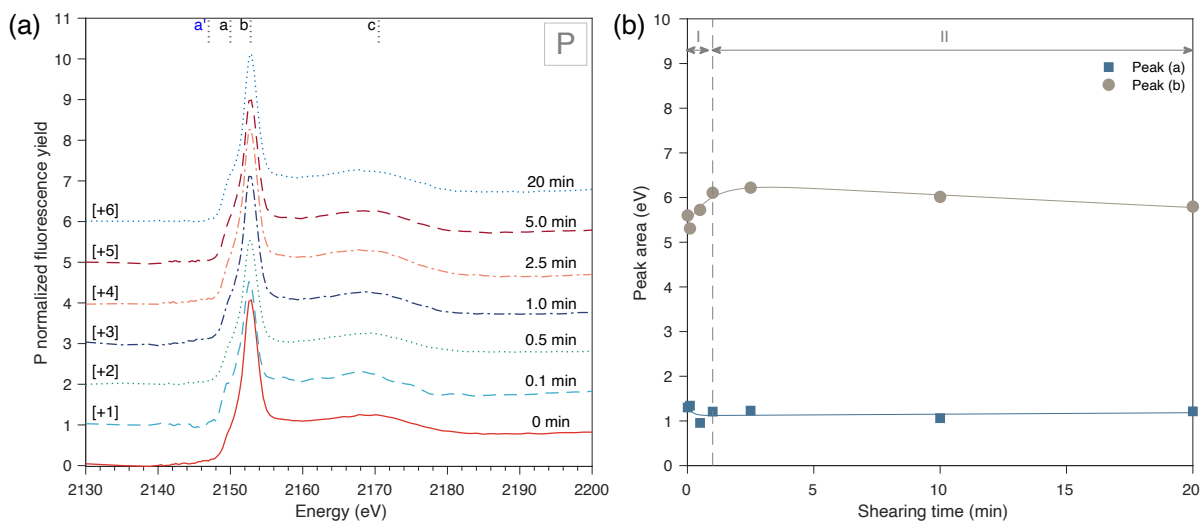 (a)
a'
a
b
c
P
11
10
9
8
7
6
5
4
3
2
1
0
P normalized fluorescence yield
[+6]
20 min
[+5]
5.0 min
[+4]
2.5 min
[+3]
1.0 min
[+2]
0.5 min
[+1]
0.1 min
0 min
2130 2140 2150 2160 2170 2180 2190 2200
Energy (eV)
(b)
I
II
Peak (a)
Peak (b)
10
9
8
7
6
5
4
3
2
1
0
Peak area (eV)
0 5 10 15 20
Shearing time (min)